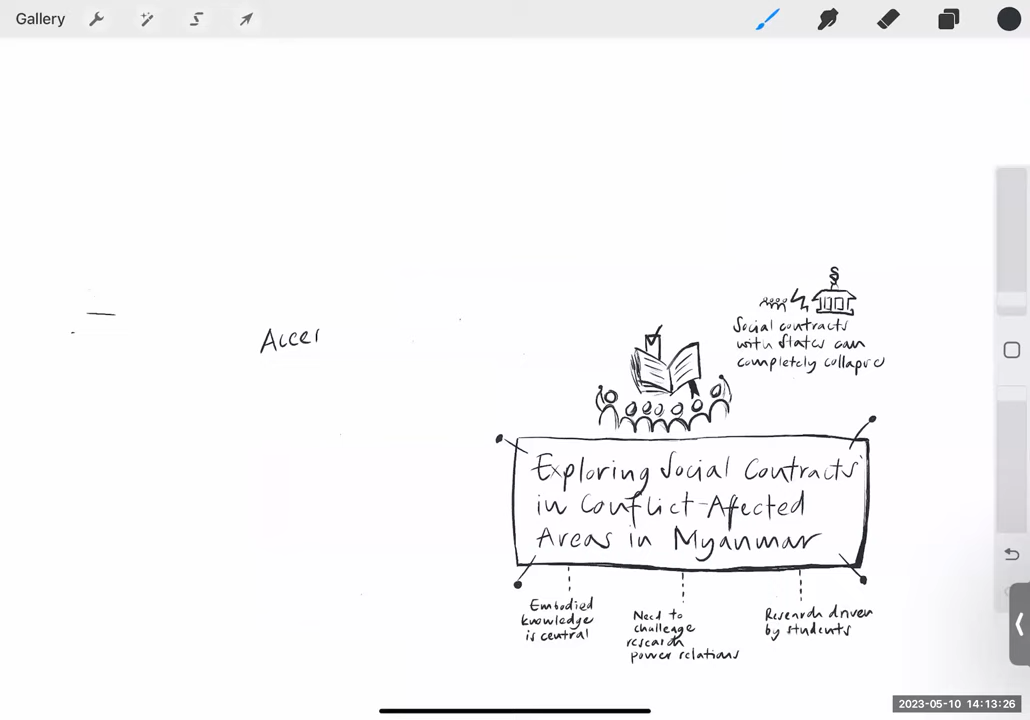 Gallery
Accer
Social contracts
with States can
completely collapse
Exploring Social Contracts
in Conflict-Affected
Areas in Myanmar
Embodied
knowledge
is central
Need to
challenge
research
power relations
Research driven
by students
2023-05-10 14:13:26